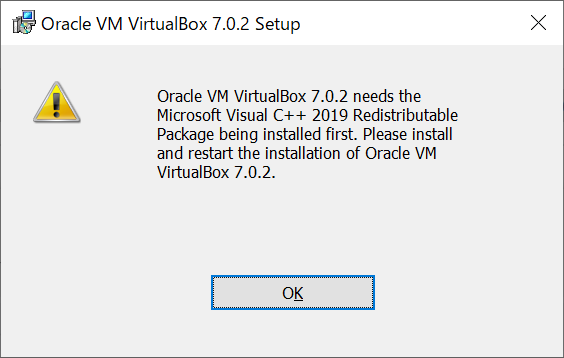 Oracle VM VirtualBox 7.0.2 Setup
Oracle VM VirtualBox 7.0.2 needs the
Microsoft Visual C++ 2019 Redistributable
Package being installed first. Please install
and restart the installation of Oracle VM
VirtualBox 7.0.2.
OK